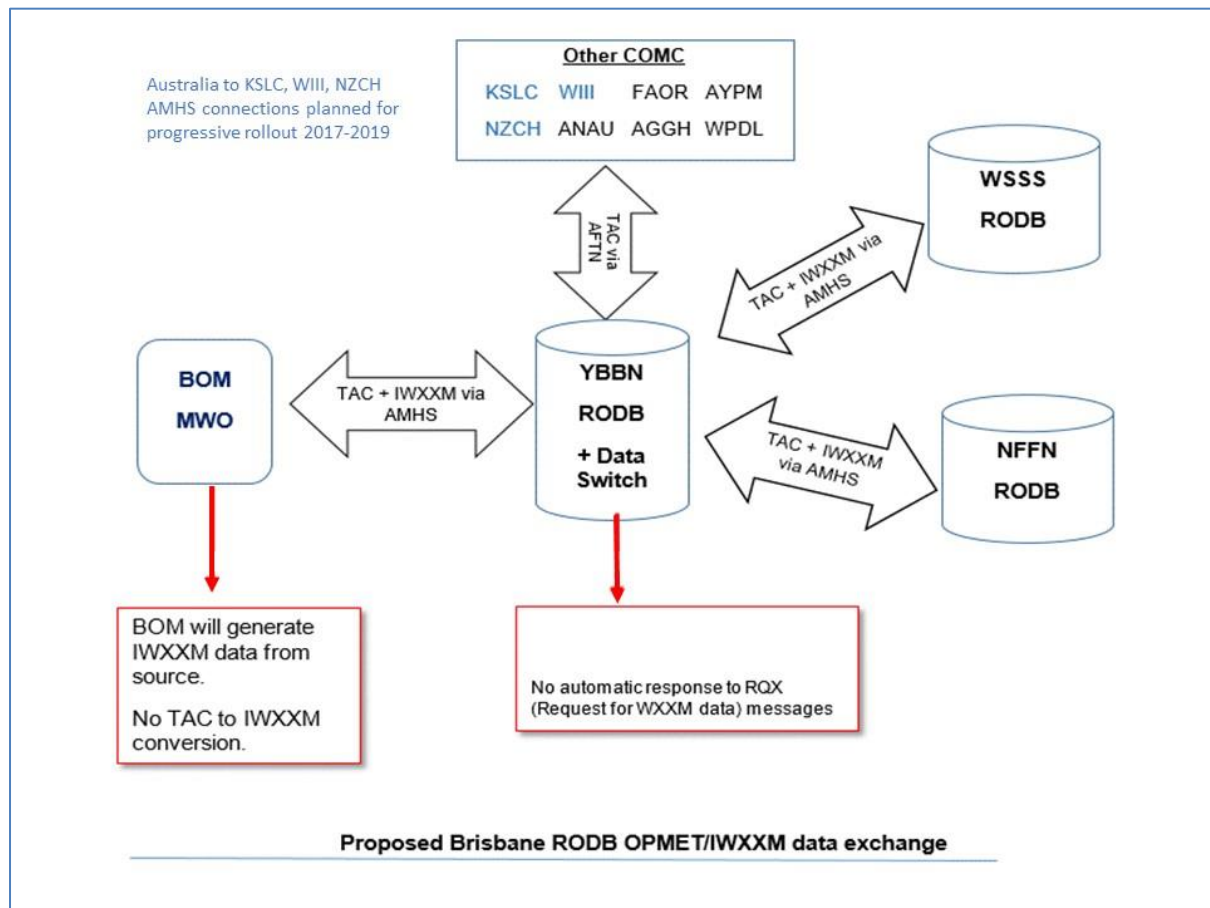 Other COMC
Australia to KSLC, WIII, NZCH
AMHS connections planned for
progressive rollout 2017-2019
KSLC WIII FAOR AYPM
NZCH ANAU AGGH WPDL
TAC via
AFTN
WSSS
RODB
TAC + IWXXM via
AMHS
BOM
MWO
TAC + IWXXM via
AMHS
YBBN
RODB
+ Data
Switch
TAC + IWXXM
via AMHS
NFFN
RODB
BOM will generate
IWXXM data from
source.
No TAC to IWXXM
conversion.
No automatic response to RQX
(Request for WXXM data) messages
Proposed Brisbane RODB OPMET/IWXXM data exchange